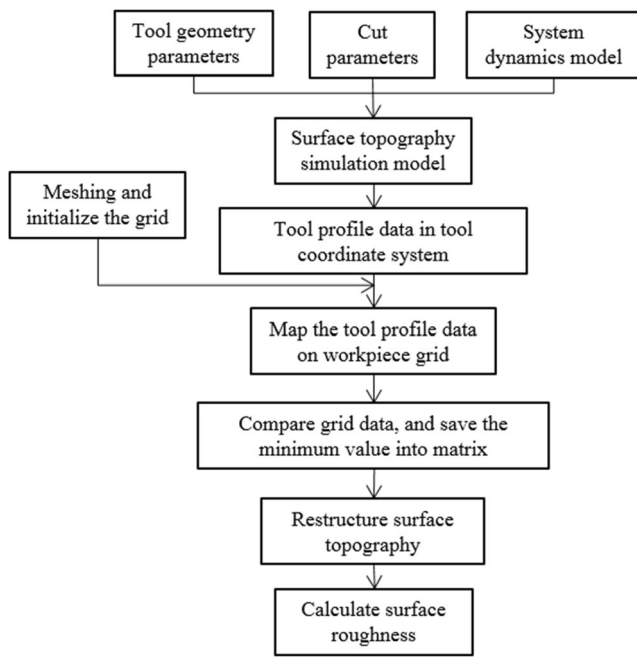 Tool geometry
parameters
Cut
parameters
System
dynamics model
Surface topography
simulation model
Meshing and
initialize the grid
Tool profile data in tool
coordinate system
Map the tool profile data
on workpiece grid
Compare grid data, and save the
minimum value into matrix
Restructure surface
topography
Calculate surface
roughness